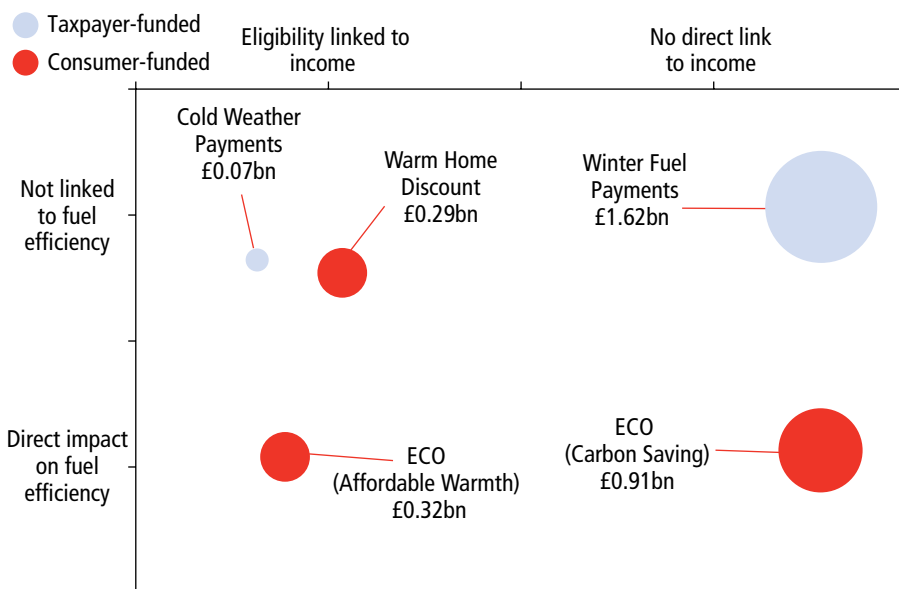 Taxpayer-funded
Consumer-funded
Eligibility linked to
income
No direct link
to income
Not linked
to fuel
efficiency
Cold Weather
Payments
£0.07bn
Warm Home
Discount
£0.29bn
Winter Fuel
Payments
£1.62bn
Direct impact
on fuel
efficiency
ECO
(Affordable Warmth)
£0.32bn
ECO
(Carbon Saving)
£0.91bn